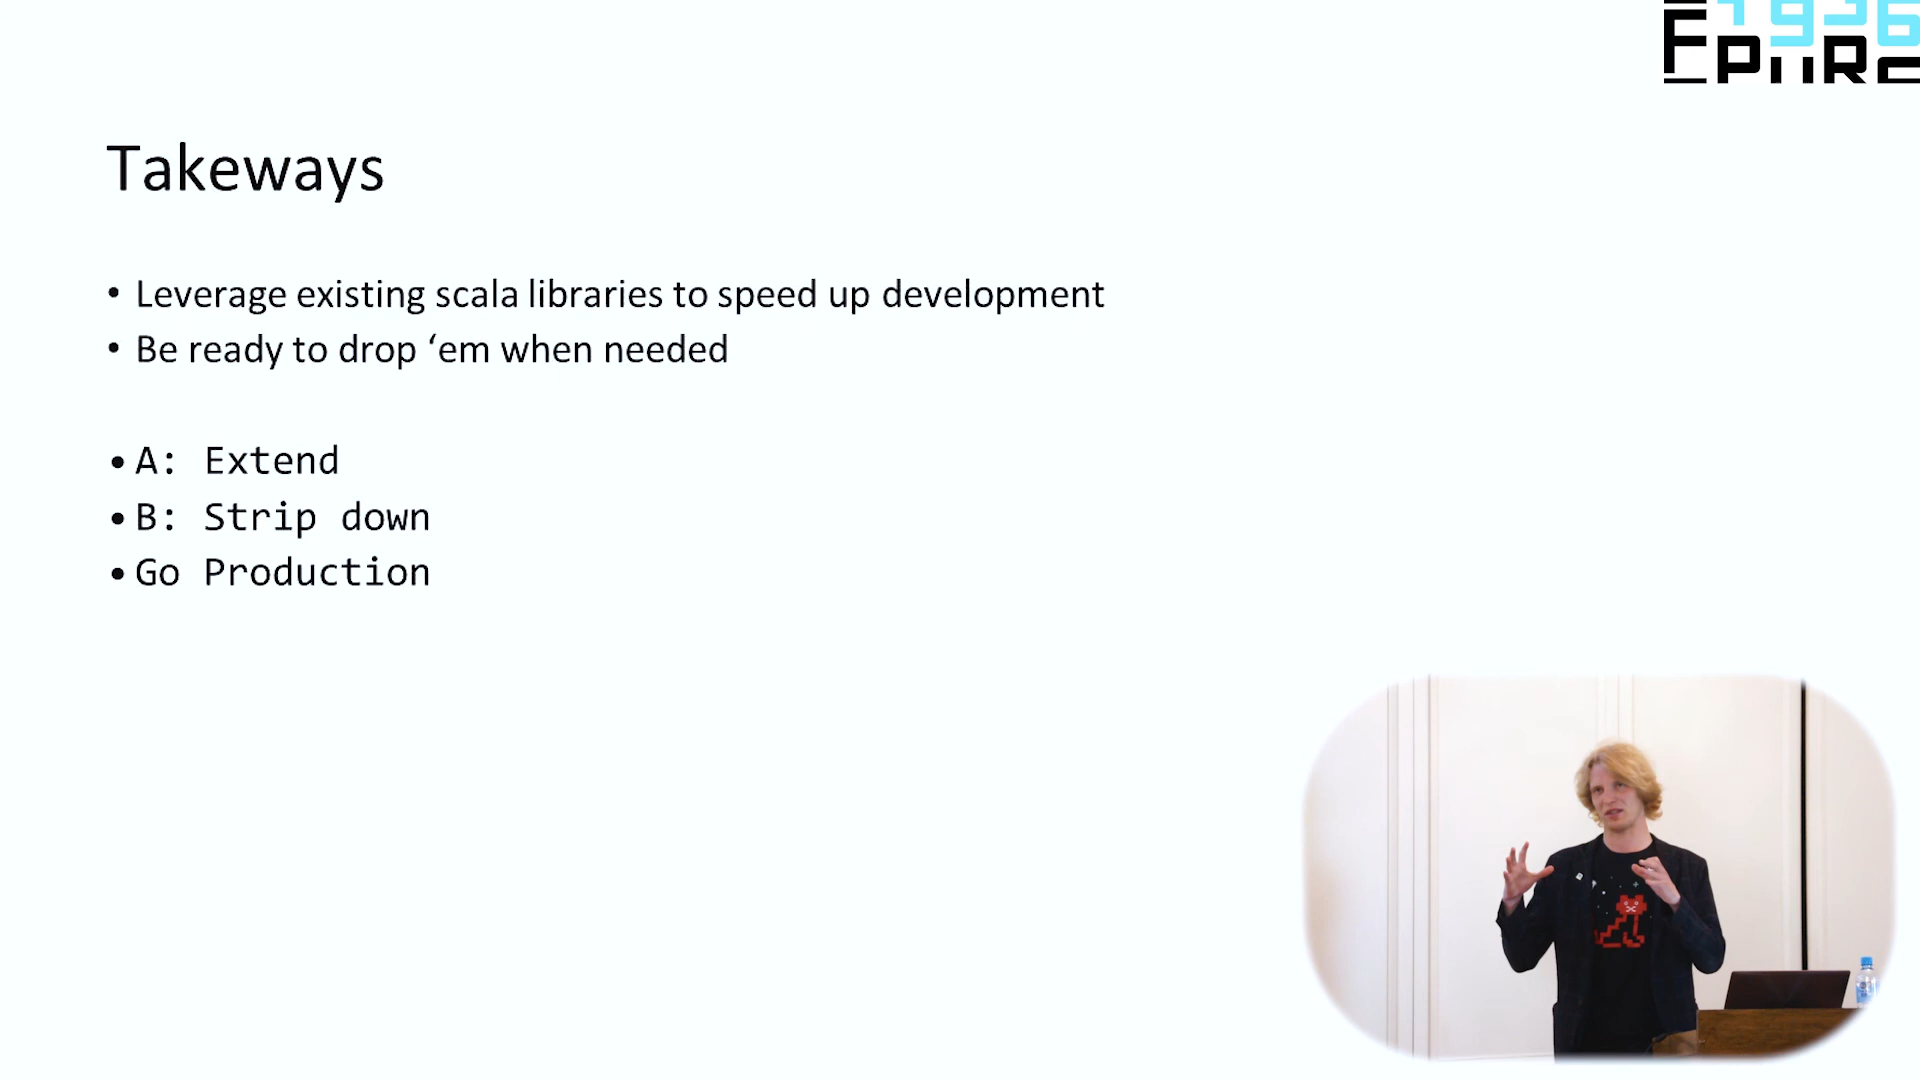 1936
Takeways
• Leverage existing scala libraries to speed up development
• Be ready to drop ‘em when needed
• A: Extend
• B: Strip down
• Go Production